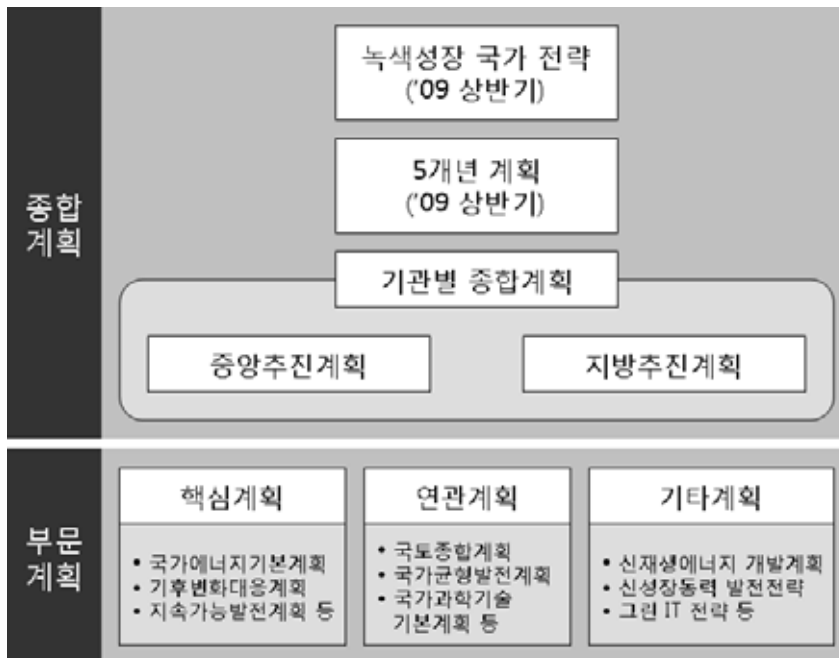 종합
계획
녹색성장 국가 전략
('09 상반기)
5개년 계획
('09 상반기)
기관별 종합계획
중앙추진계획
지방추진계획
부문
계획
핵심계획
• 국가에너지기본계획
• 기후변화대응계획
• 지속가능발전계획 등
연관계획
• 국토종합계획
• 국가균형발전계획
• 국가과학기술
기본계획 등
기타계획
• 신재생에너지 개발계획
• 신성장동력 발전전략
• 그린 IT 전략 등